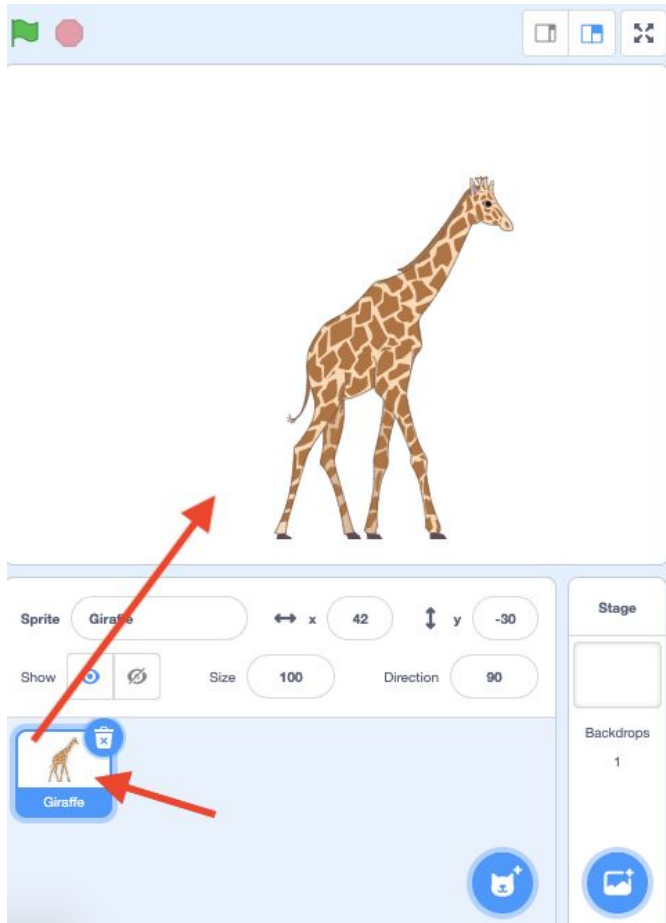 Sprite Giraffe x 42 y -30
Stage
Show Size 100 Direction 90
Backdrops
1
Giraffe